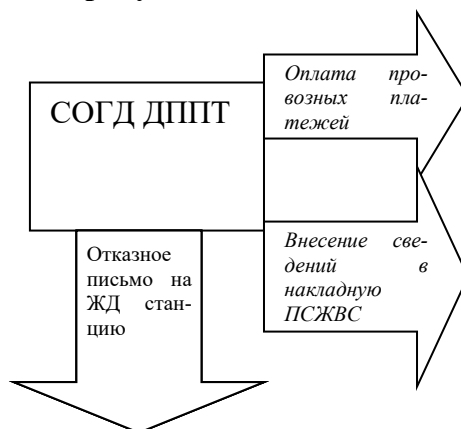 СОГД ДППТ
Оплата про-
возных пла-
тежей
Отказное
письмо на
ЖД стан-
цию
Внесение све-
дений в
накладную
ПСЖВС